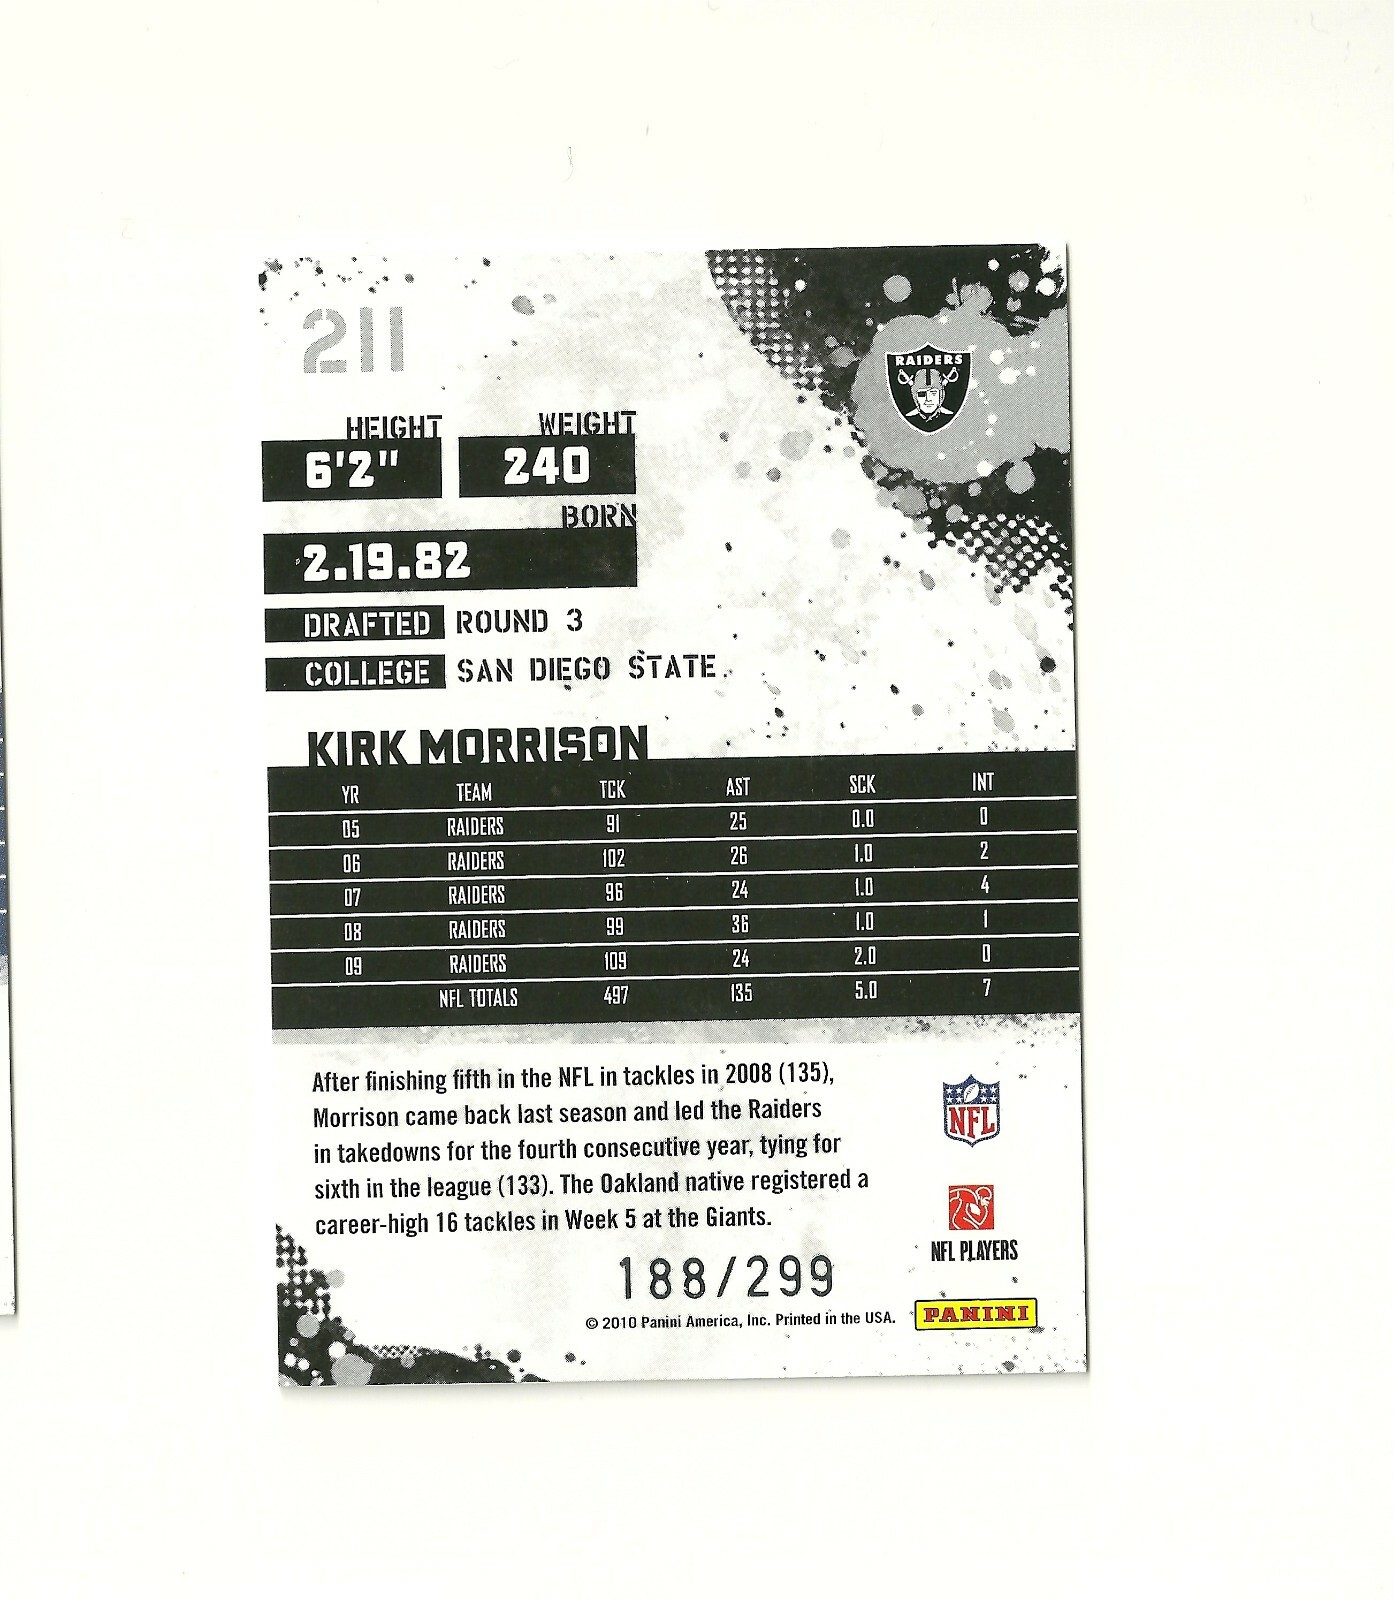 211
RAIDERS
HEIGHT WEIGHT
6'2" 240
BORN
2.19.82
DRAFTED ROUND 3
COLLEGE SAN DIEGO STATE
KIRK MORRISON
YR TEAM TCK AST SCK INT
05 RAIDERS 91 25 0.0 0
06 RAIDERS 102 26 1.0 2
07 RAIDERS 96 24 1.0 4
08 RAIDERS 99 36 1.0 1
09 RAIDERS 109 24 2.0 0
NFL TOTALS 497 135 5.0 7
After finishing fifth in the NFL in tackles in 2008 (135),
Morrison came back last season and led the Raiders
in takedowns for the fourth consecutive year, tying for
sixth in the league (133). The Oakland native registered a
career-high 16 tackles in Week 5 at the Giants.
NFL
NFL PLAYERS
188/299
© 2010 Panini America, Inc. Printed in the USA.
PANINI